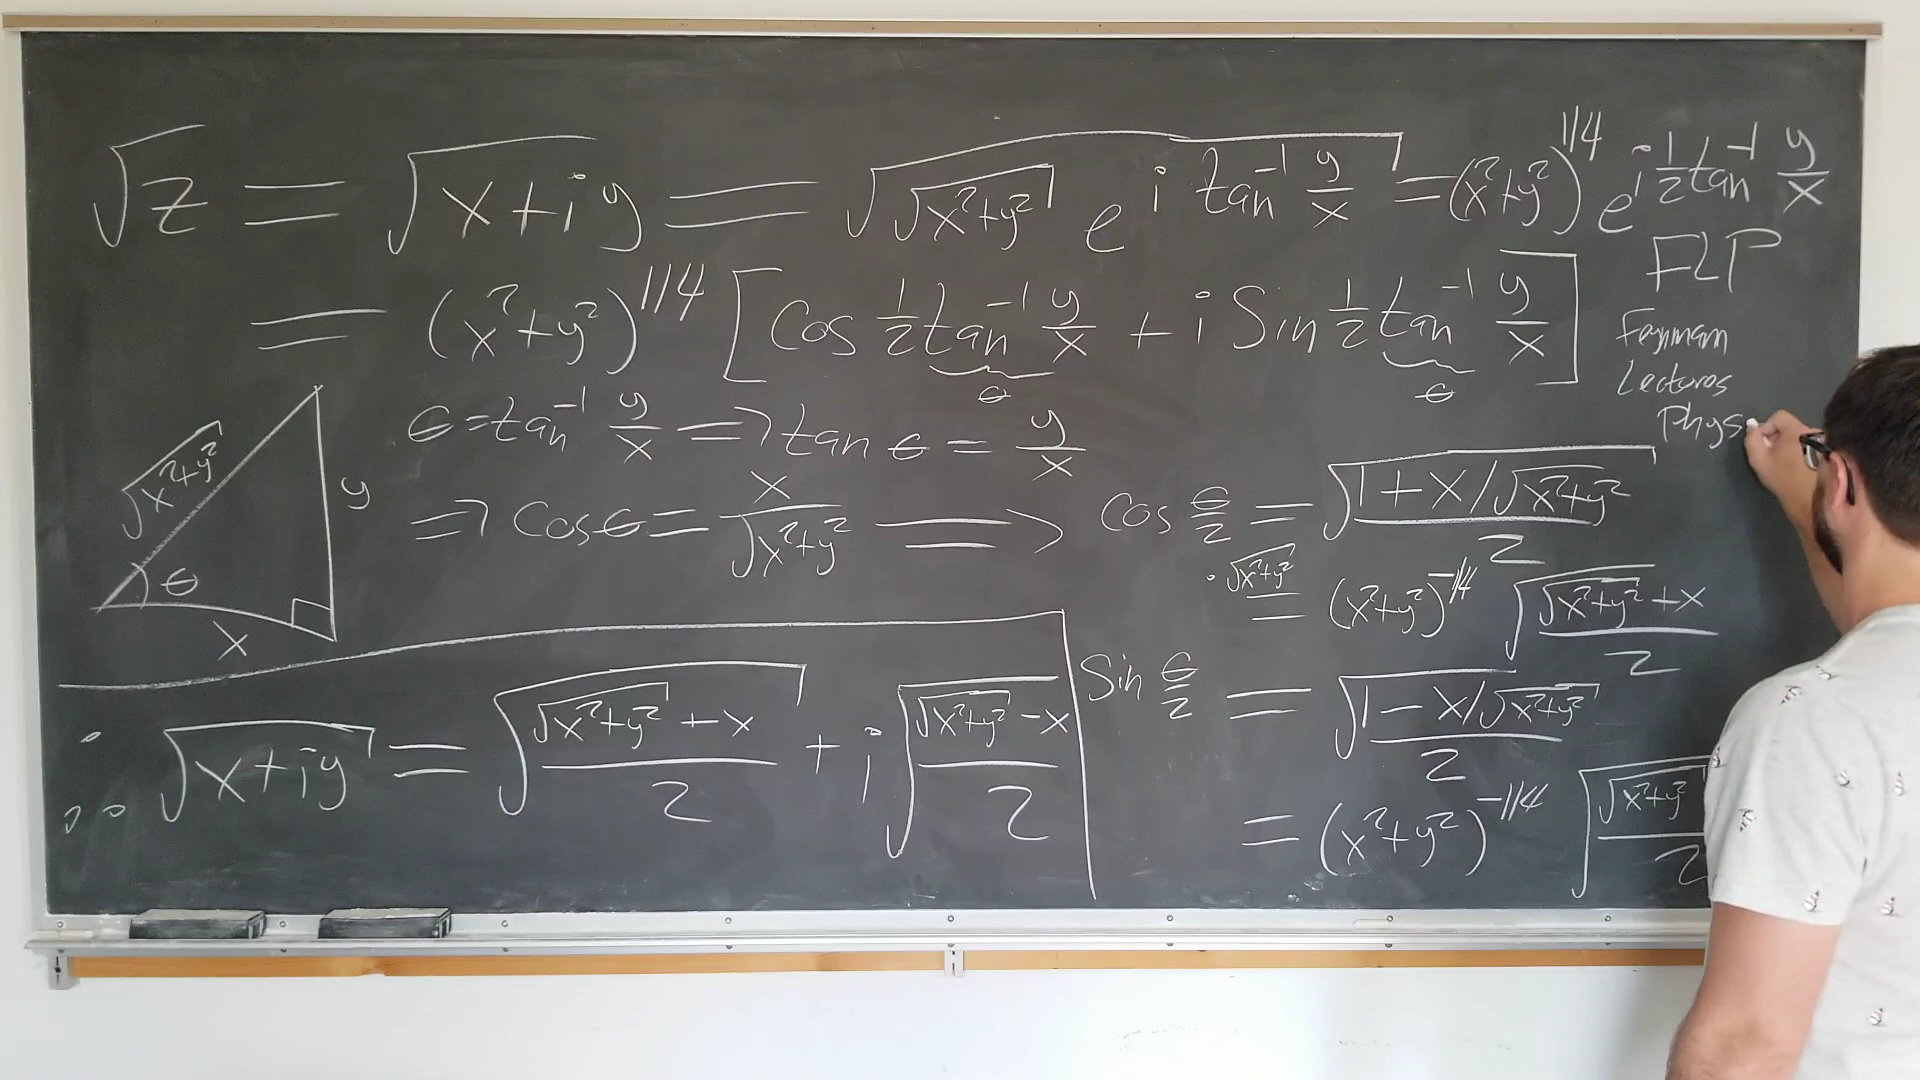 √z = √(x+iy) = √(√(x²+y²) e^(i tan⁻¹ y/x)) = (x²+y²)^(1/4) e^(i ½ tan⁻¹ y/x)
= (x²+y²)^(1/4) [Cos ½ tan⁻¹ y/x + i Sin ½ tan⁻¹ y/x]
θ θ
FLP
Feynman
Lectures
Phys
√(x²+y²)
y
θ
x
θ = tan⁻¹ y/x => tan θ = y/x
=> Cos θ = x/√(x²+y²) => Cos θ/2 = √((1 + x/√(x²+y²))/2)
· √(x²+y²)
= (x²+y²)^(-1/4) √((√(x²+y²) + x)/2)
Sin θ/2 = √((1 - x/√(x²+y²))/2)
= (x²+y²)^(-1/4) √(√(x²+y²)/2
∴ √(x+iy) = √((√(x²+y²) + x)/2) + i √((√(x²+y²) - x)/2)